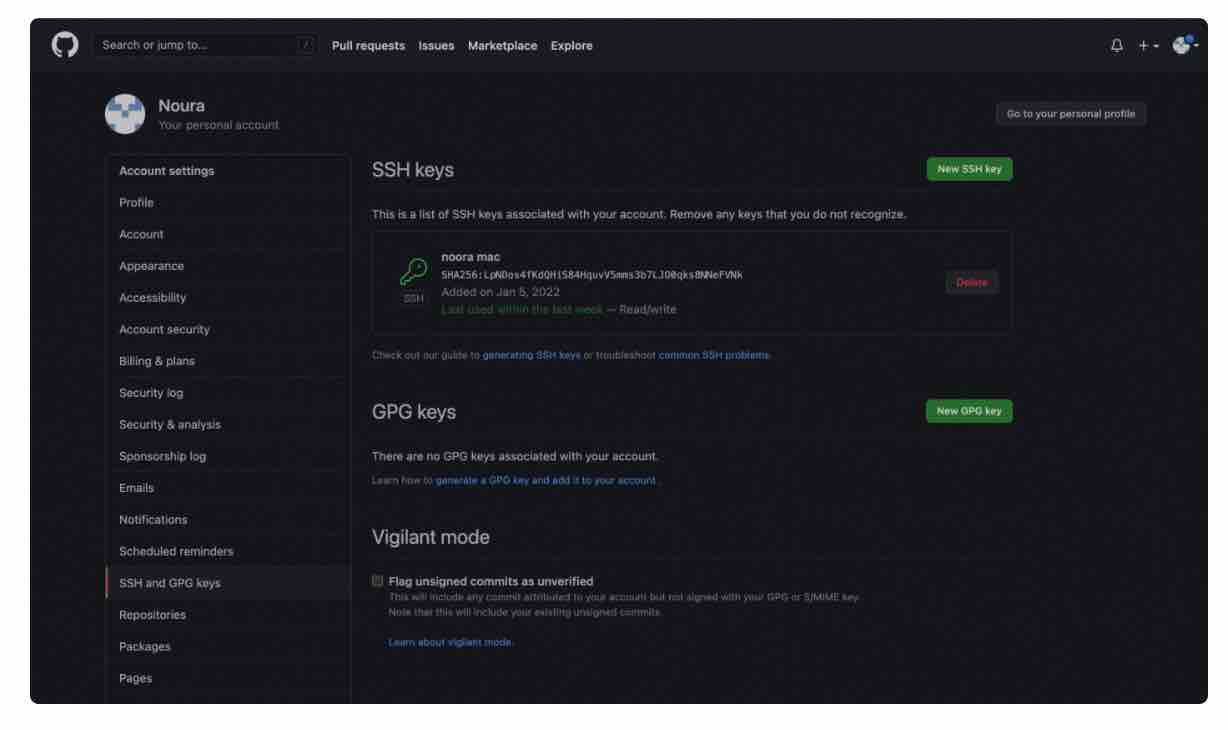 Search or jump to... /
Pull requests Issues Marketplace Explore
Noura
Your personal account
Go to your personal profile
Account settings
Profile
Account
Appearance
Accessibility
Account security
Billing & plans
Security log
Security & analysis
Sponsorship log
Emails
Notifications
Scheduled reminders
SSH and GPG keys
Repositories
Packages
Pages
SSH keys
New SSH key
This is a list of SSH keys associated with your account. Remove any keys that you do not recognize.
noora mac
Added on Jan 5, 2022
Last used within the last week — Read/write
SSH
Delete
Check out our guide to generating SSH keys or troubleshoot common SSH problems.
GPG keys
New GPG key
There are no GPG keys associated with your account.
Learn how to generate a GPG key and add it to your account.
Vigilant mode
Flag unsigned commits as unverified
This will include any commit attributed to your account but not signed with your GPG or S/MIME key.
Note that this will include your existing unsigned commits.
Learn about vigilant mode.